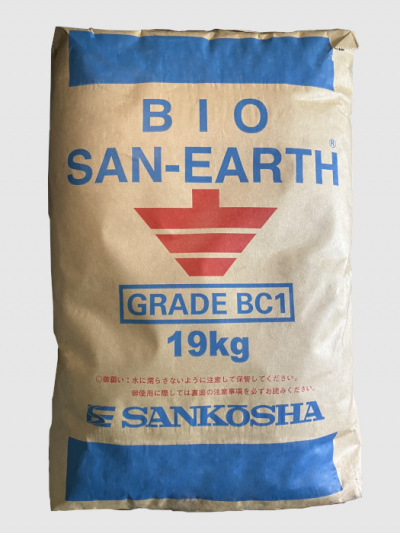 BIO
SAN-EARTH®
GRADE BC1
19kg
○御願い：水に濡らさないように注意して保管してください。
御使用に際しては裏面の注意事項を必ずお読みください。
SANKOSHA